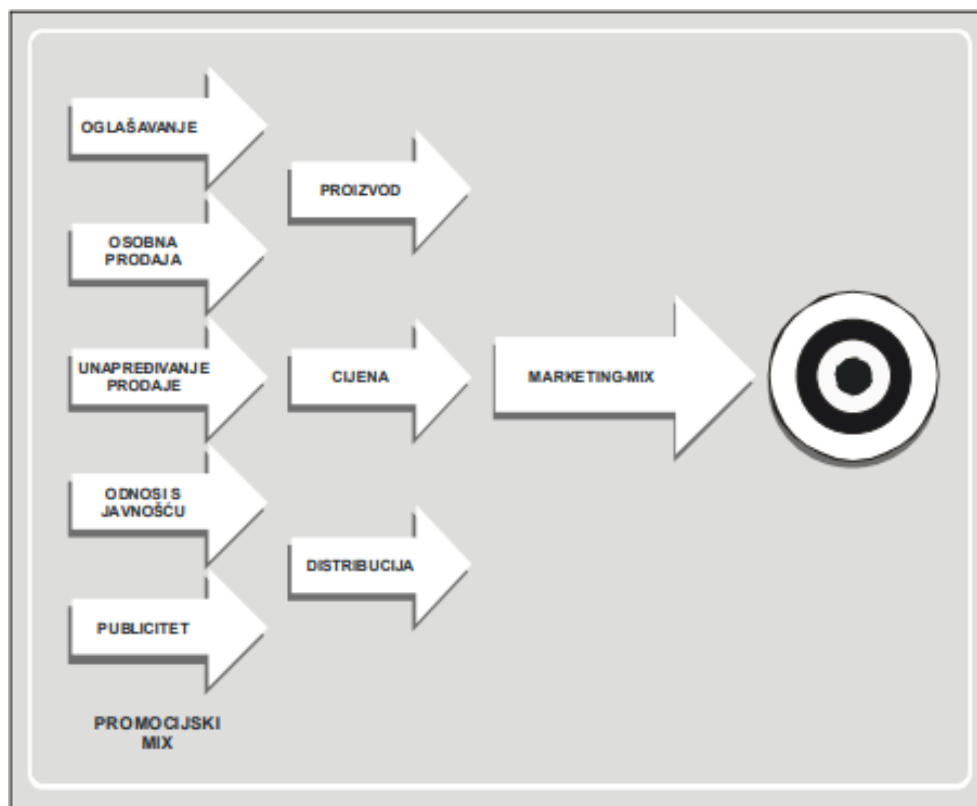 OGLAŠAVANJE
OSOBNA
PRODAJA
UNAPREĐIVANJE
PRODAJE
ODNOSI S
JAVNOŠĆU
PUBLICITET
PROMOCIJSKI
MIX
PROIZVOD
CIJENA
DISTRIBUCIJA
MARKETING-MIX